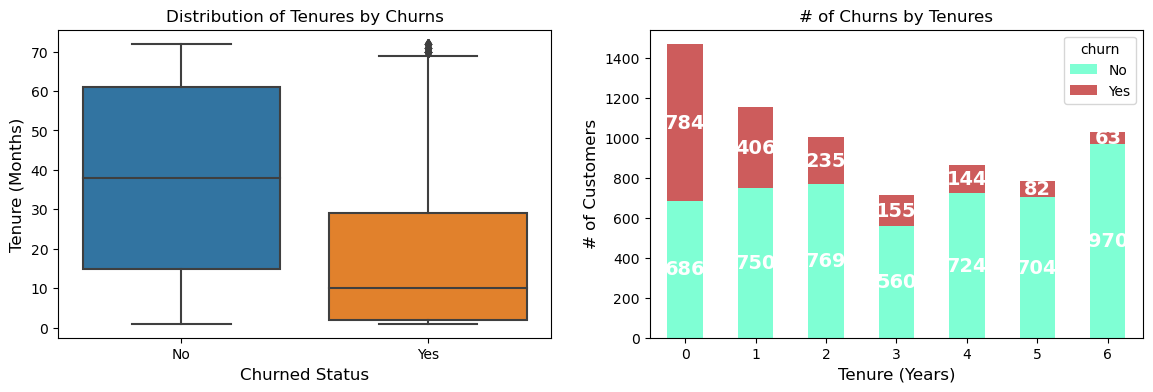 Distribution of Tenures by Churns
Tenure (Months)
70
60
50
40
30
20
10
0
No
Yes
Churned Status
# of Churns by Tenures
# of Customers
1400
1200
1000
800
600
400
200
0
churn
No
Yes
784
406
235
155
144
82
63
686
750
769
560
724
704
970
0 1 2 3 4 5 6
Tenure (Years)